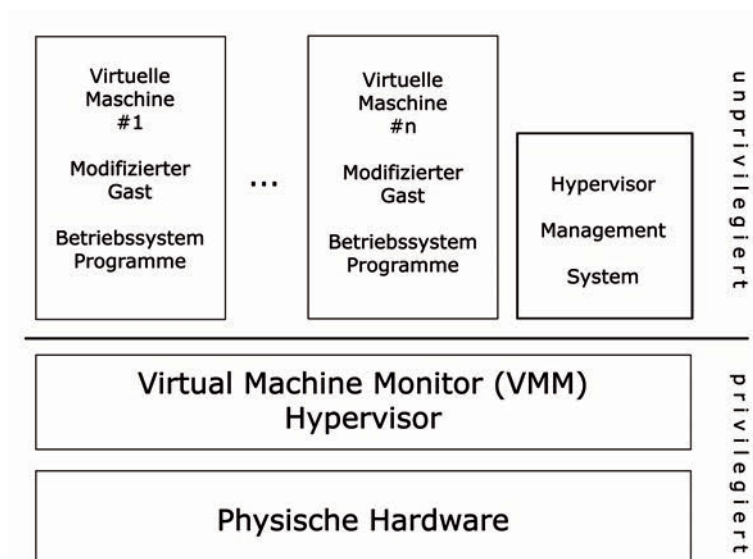 Virtuelle
Maschine
#1
Modifizierter
Gast
Betriebssystem
Programme
...
Virtuelle
Maschine
#n
Modifizierter
Gast
Betriebssystem
Programme
Hypervisor
Management
System
unprivilegiert
Virtual Machine Monitor (VMM)
Hypervisor
privilegiert
Physische Hardware